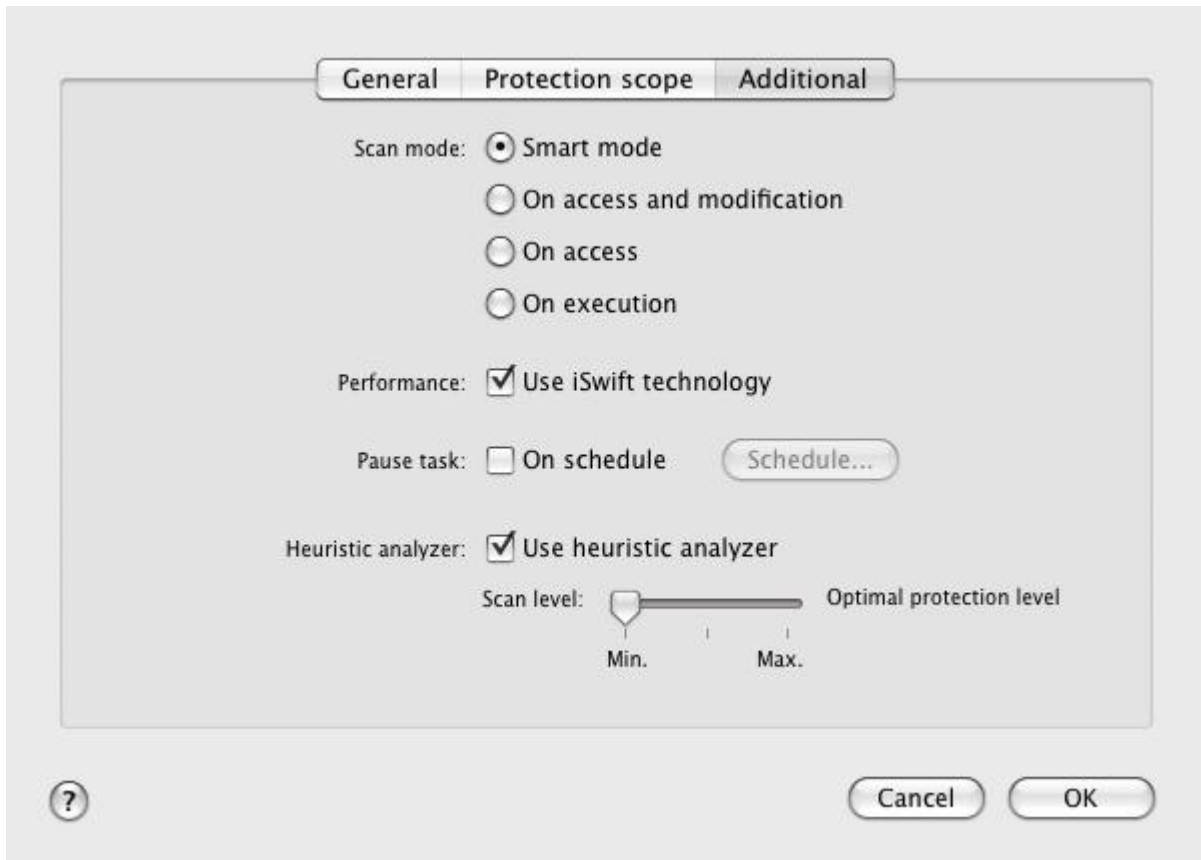 General Protection scope Additional
Scan mode: Smart mode
On access and modification
On access
On execution
Performance: Use iSwift technology
Pause task: On schedule Schedule...
Heuristic analyzer: Use heuristic analyzer
Scan level: Optimal protection level
Min. Max.
? Cancel OK